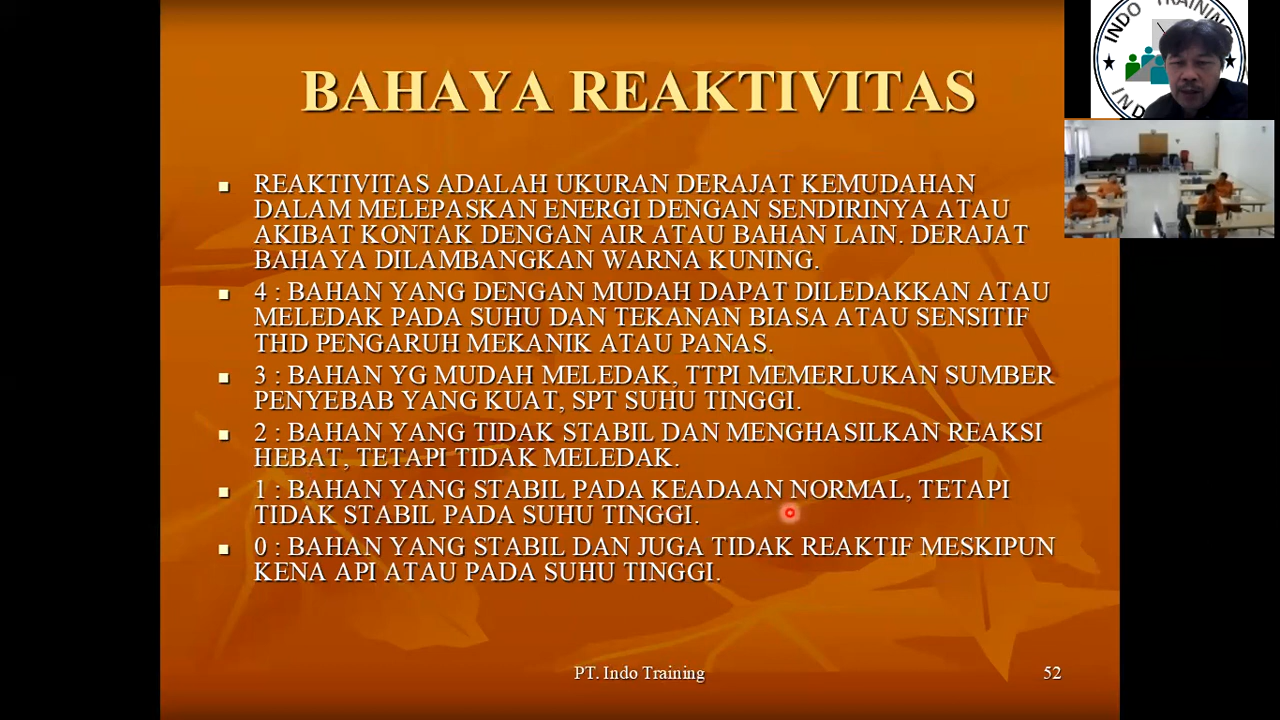 BAHAYA REAKTIVITAS
REAKTIVITAS ADALAH UKURAN DERAJAT KEMUDAHAN
DALAM MELEPASKAN ENERGI DENGAN SENDIRINYA ATAU
AKIBAT KONTAK DENGAN AIR ATAU BAHAN LAIN. DERAJAT
BAHAYA DILAMBANGKAN WARNA KUNING.
4 : BAHAN YANG DENGAN MUDAH DAPAT DILEDAKKAN ATAU
MELEDAK PADA SUHU DAN TEKANAN BIASA ATAU SENSITIF
THD PENGARUH MEKANIK ATAU PANAS.
3 : BAHAN YG MUDAH MELEDAK, TTPI MEMERLUKAN SUMBER
PENYEBAB YANG KUAT, SPT SUHU TINGGI.
2 : BAHAN YANG TIDAK STABIL DAN MENGHASILKAN REAKSI
HEBAT, TETAPI TIDAK MELEDAK.
1 : BAHAN YANG STABIL PADA KEADAAN NORMAL, TETAPI
TIDAK STABIL PADA SUHU TINGGI.
0 : BAHAN YANG STABIL DAN JUGA TIDAK REAKTIF MESKIPUN
KENA API ATAU PADA SUHU TINGGI.
PT. Indo Training
52
INDO TRAINING